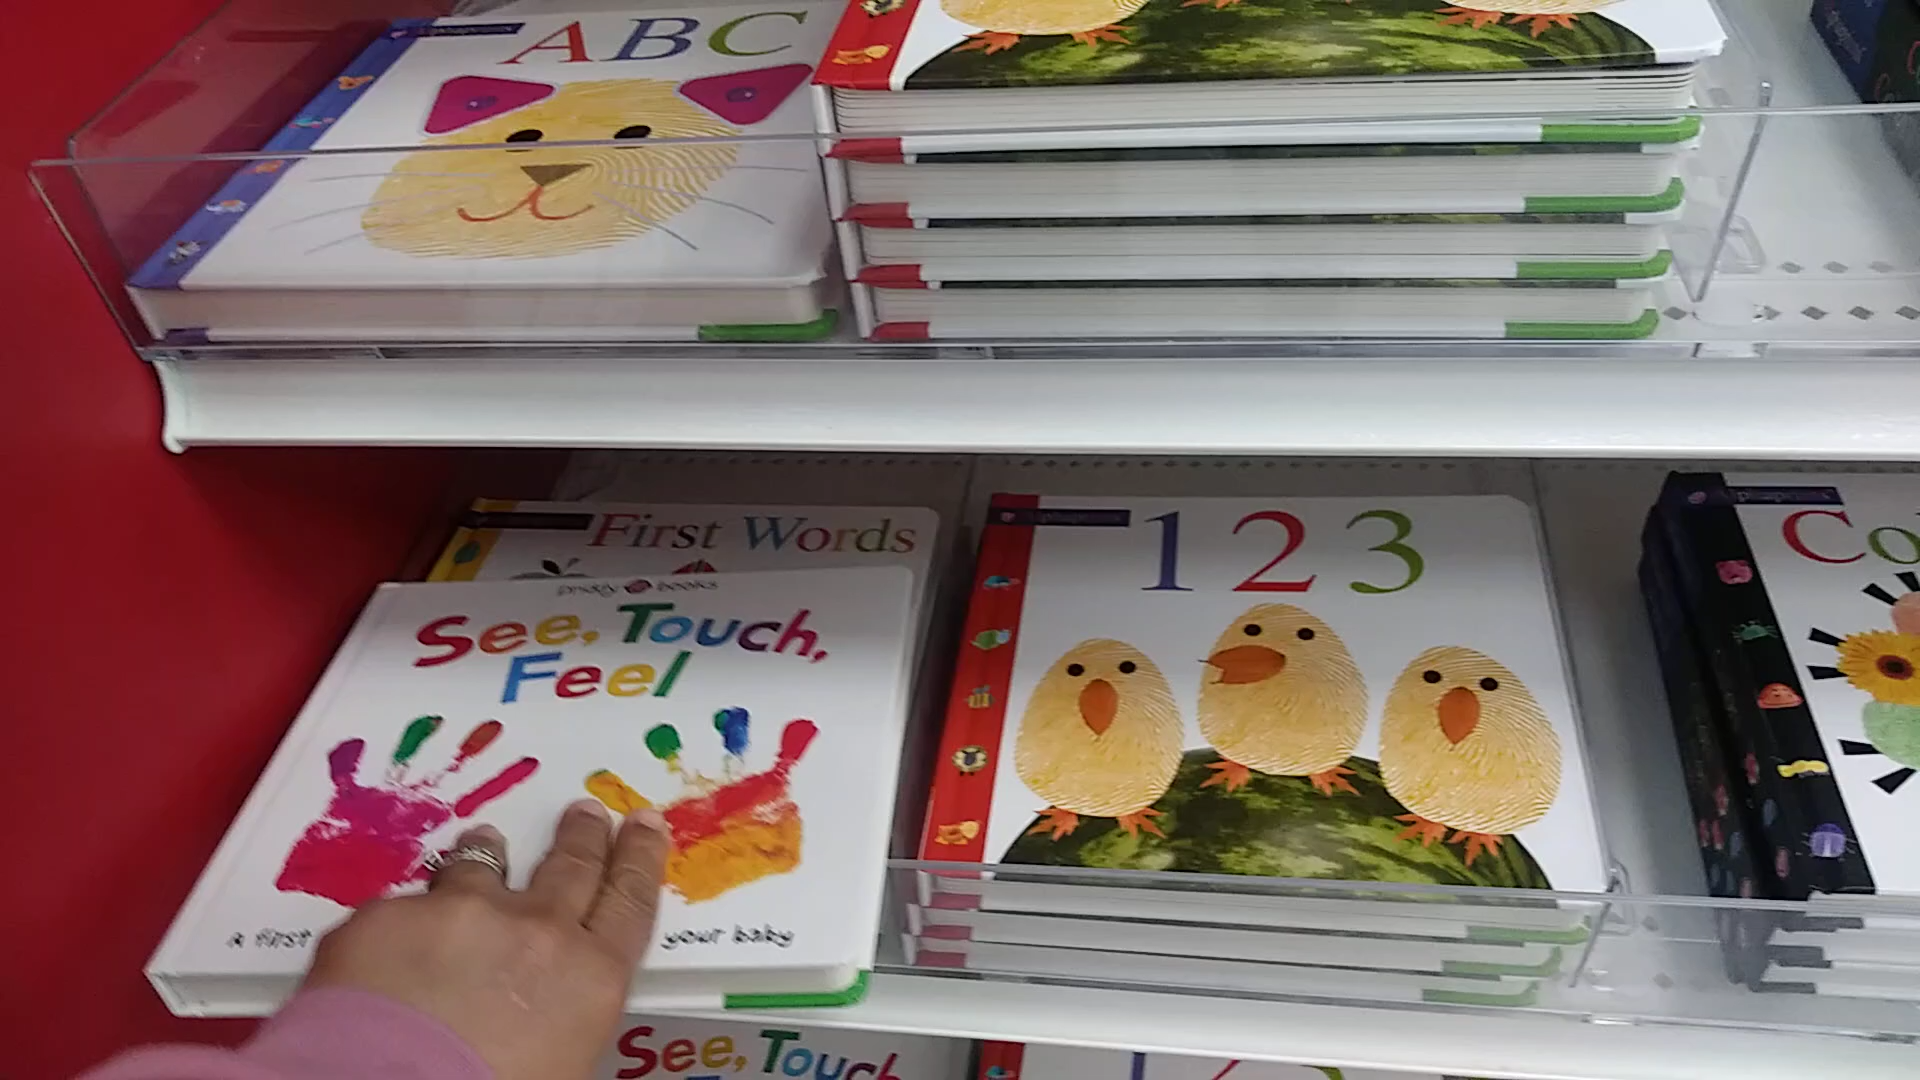 ABC
First Words
priddy books
See, Touch,
Feel
a first
your baby
123
Co
See, Touch